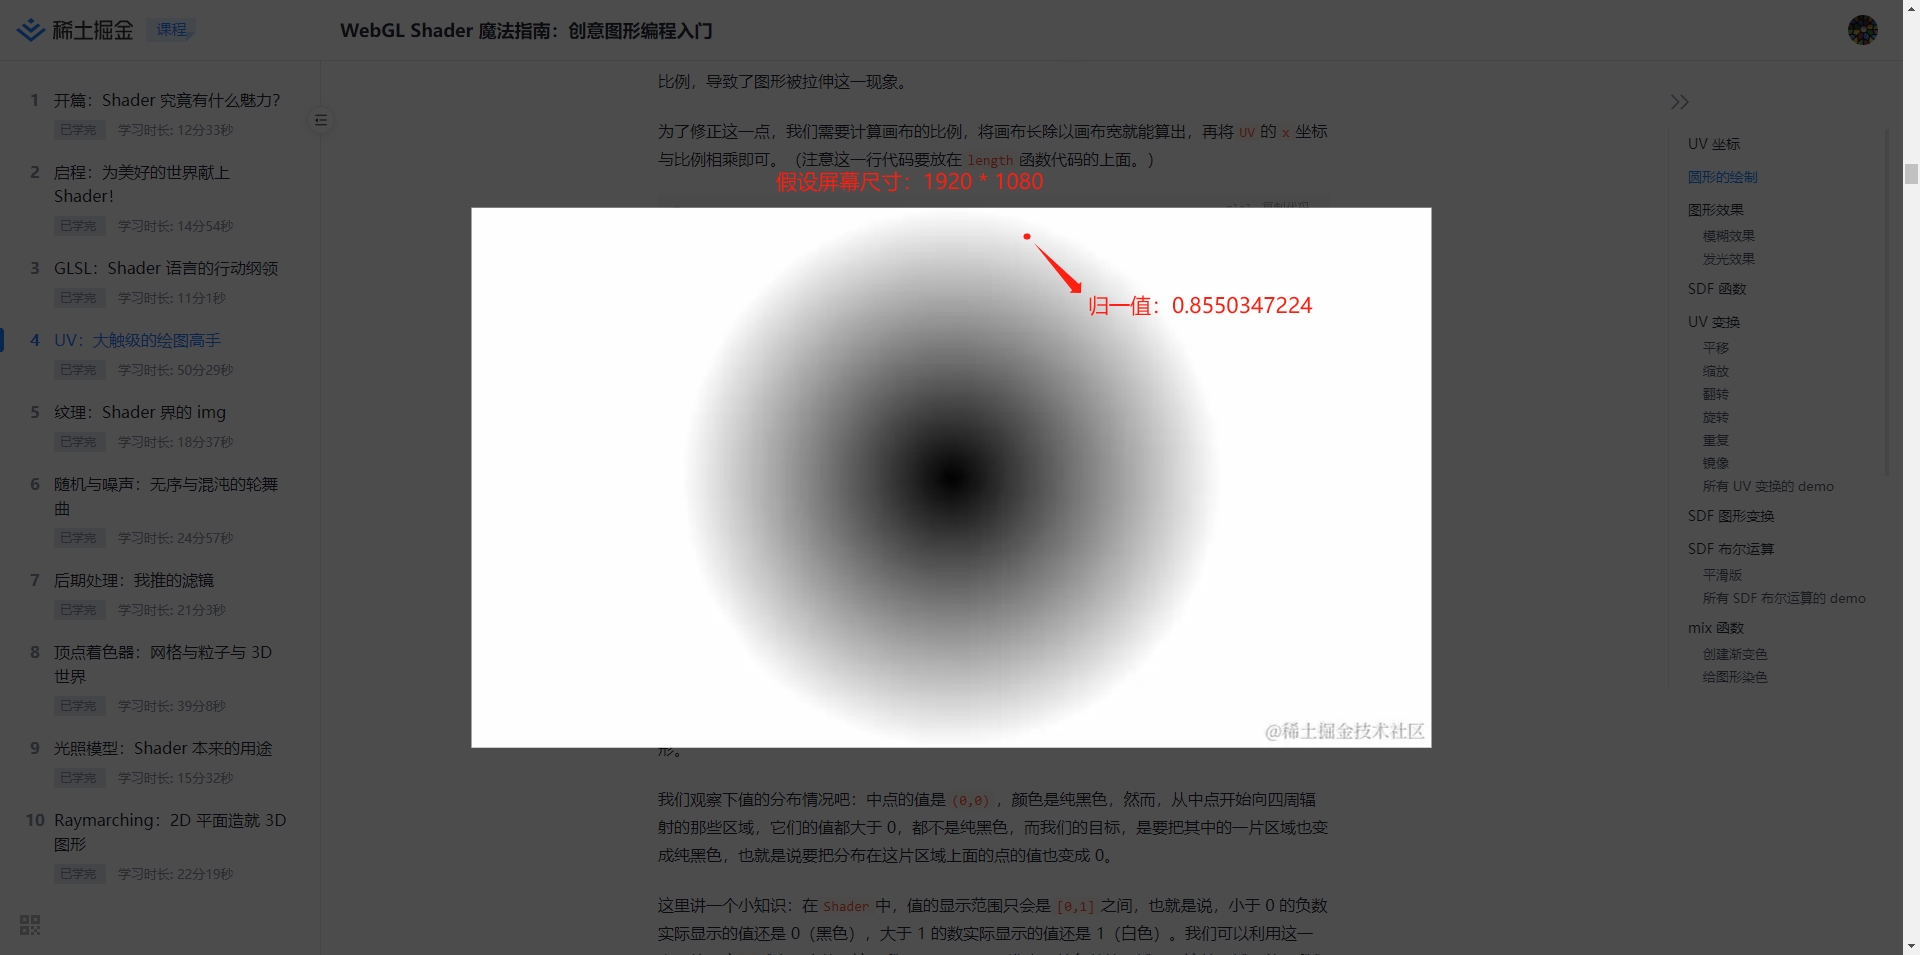 稀土掘金 课程
WebGL Shader 魔法指南：创意图形编程入门
1 开篇：Shader 究竟有什么魅力？
已学完 学习时长: 12分33秒
2 启程：为美好的世界献上
Shader！
已学完 学习时长: 14分54秒
3 GLSL：Shader 语言的行动纲领
已学完 学习时长: 11分1秒
4 UV：大触级的绘图高手
已学完 学习时长: 50分29秒
5 纹理：Shader 界的 img
已学完 学习时长: 18分37秒
6 随机与噪声：无序与混沌的轮舞
曲
已学完 学习时长: 24分57秒
7 后期处理：我推的滤镜
已学完 学习时长: 21分3秒
8 顶点着色器：网格与粒子与 3D
世界
已学完 学习时长: 39分8秒
9 光照模型：Shader 本来的用途
已学完 学习时长: 15分32秒
10 Raymarching：2D 平面造就 3D
图形
已学完 学习时长: 22分19秒
比例，导致了图形被拉伸这一现象。
为了修正这一点，我们需要计算画布的比例，将画布长除以画布宽就能算出，再将 UV 的 x 坐标
与比例相乘即可。（注意这一行代码要放在 length 函数代码的上面。）
假设屏幕尺寸：1920 * 1080
归一值：0.8550347224
@稀土掘金技术社区
形。
我们观察下值的分布情况吧：中点的值是 (0,0) ，颜色是纯黑色，然而，从中点开始向四周辐
射的那些区域，它们的值都大于 0，都不是纯黑色，而我们的目标，是要把其中的一片区域也变
成纯黑色，也就是说要把分布在这片区域上面的点的值也变成 0。
这里讲一个小知识：在 Shader 中，值的显示范围只会是 [0,1] 之间，也就是说，小于 0 的负数
实际显示的值还是 0（黑色），大于 1 的数实际显示的值还是 1（白色）。我们可以利用这一
UV 坐标
圆形的绘制
图形效果
模糊效果
发光效果
SDF 函数
UV 变换
平移
缩放
翻转
旋转
重复
镜像
所有 UV 变换的 demo
SDF 图形变换
SDF 布尔运算
平滑版
所有 SDF 布尔运算的 demo
mix 函数
创建渐变色
给图形染色